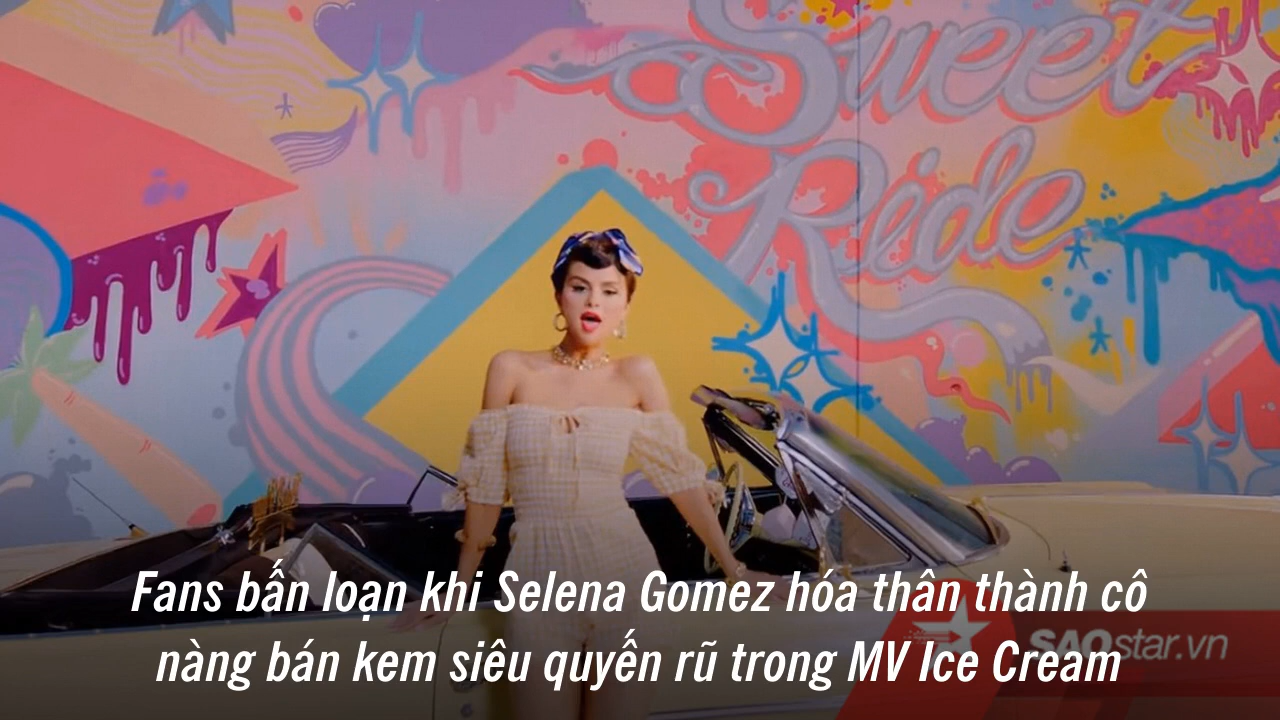 Sweet
Ride
Fans bấn loạn khi Selena Gomez hóa thân thành cô
nàng bán kem siêu quyến rũ trong MV Ice Cream
SAOstar.vn